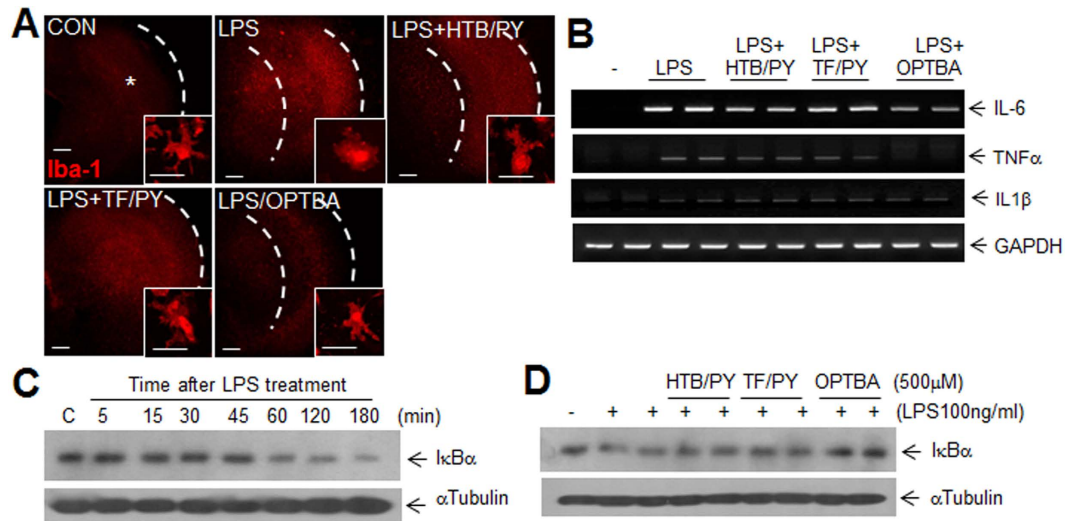 A
CON
*
Iba-1
LPS
LPS+HTB/PY
LPS+TF/PY
LPS/OPTBA
B
- LPS LPS+ HTB/PY LPS+ TF/PY LPS+ OPTBA
← IL-6
← TNFα
← IL1β
← GAPDH
C
Time after LPS treatment
C 5 15 30 45 60 120 180 (min)
← IκBα
← αTubulin
D
HTB/PY TF/PY OPTBA (500μM)
- + + + + + + + + (LPS100ng/ml)
← IκBα
← αTubulin